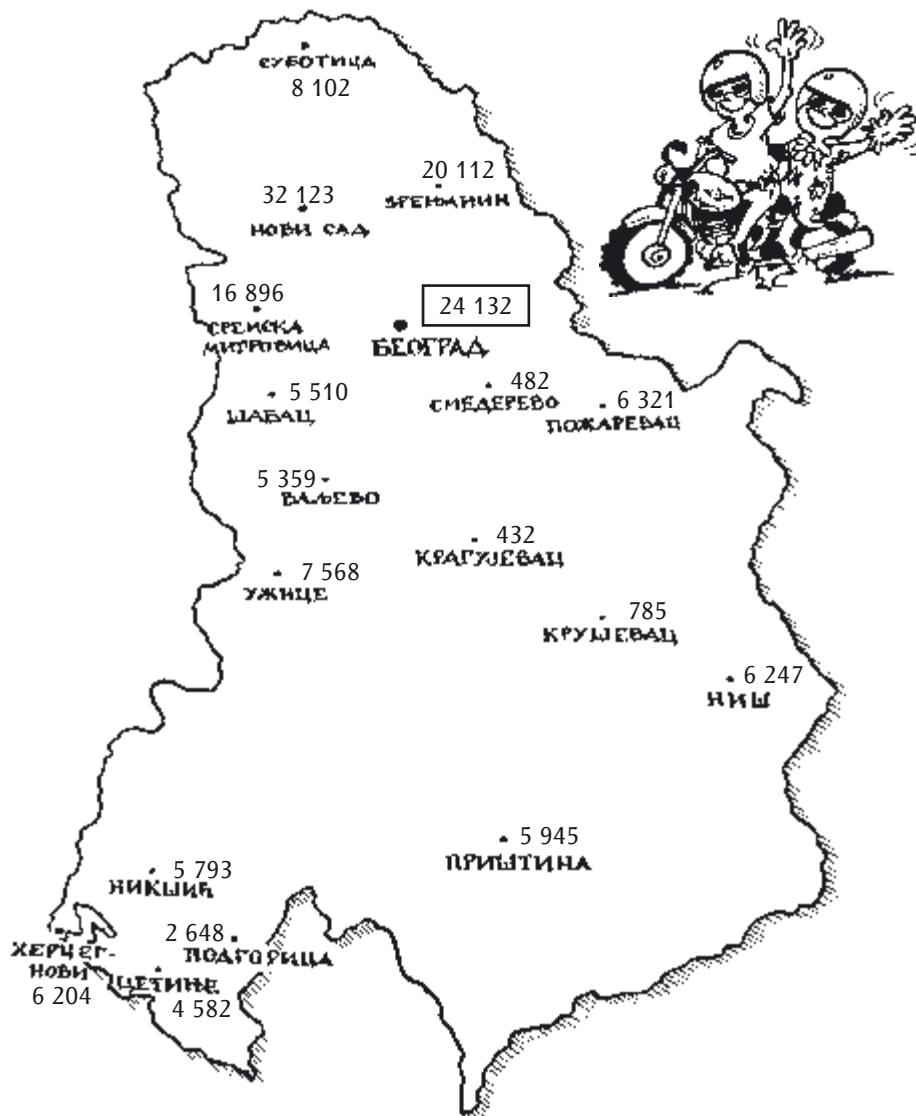 СУБОТИЦА
8 102
20 112
ЗРЕЊАНИН
32 123
НОВИ САД
16 896
СРЕМСКА
МИТРОВИЦА
24 132
БЕОГРАД
5 510
ШАБАЦ
482
СМЕДЕРЕВО
6 321
ПОЖАРЕВАЦ
5 359
ВАЉЕВО
432
КРАГУЈЕВАЦ
7 568
УЖИЦЕ
785
КРУШЕВАЦ
6 247
НИШ
5 945
ПРИШТИНА
5 793
НИКШИЋ
2 648
ПОДГОРИЦА
ХЕРЦЕГ-
НОВИ
6 204
ЦЕТИЊЕ
4 582